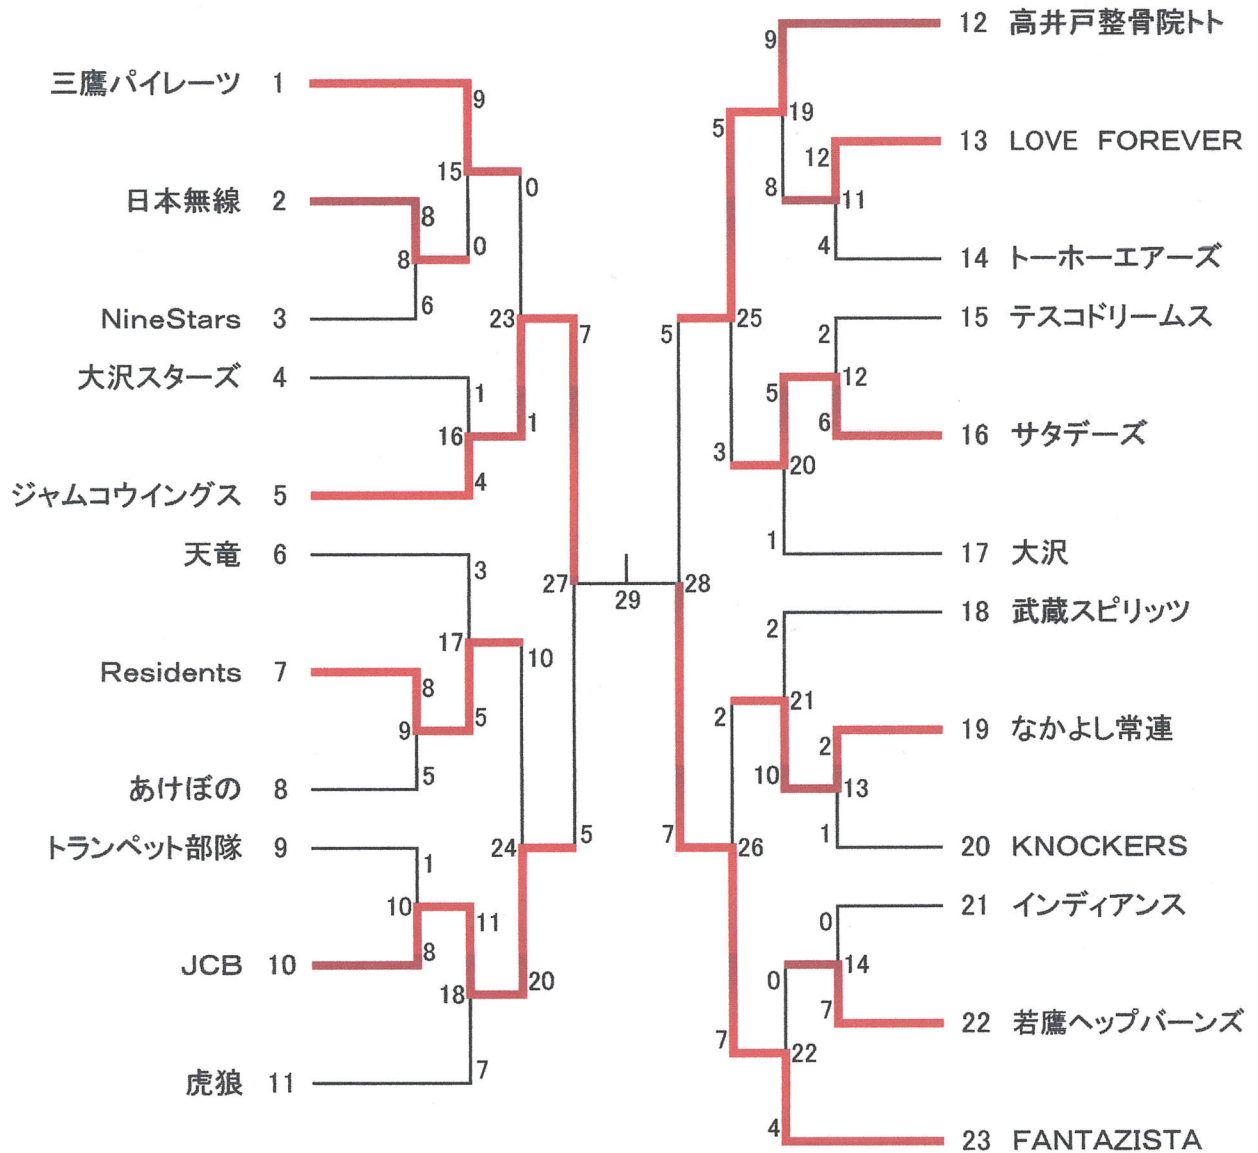 三鷹パイレーツ 1
日本無線 2
NineStars 3
大沢スターズ 4
ジャムコウイングス 5
天竜 6
Residents 7
あけぼの 8
トランペット部隊 9
JCB 10
虎狼 11
9
15
0
8
8
0
6
23
7
1
16
1
4
3
27
17
10
8
9
5
5
1
24
5
10
11
8
18
20
7
29
9
5
19
12
8
11
4
5
25
2
5
12
6
3
20
1
28
2
2
21
2
10
13
1
7
26
0
0
14
7
7
22
4
12 高井戸整骨院トト
13 LOVE FOREVER
14 トーホーエアーズ
15 テスコドリームス
16 サタデーズ
17 大沢
18 武蔵スピリッツ
19 なかよし常連
20 KNOCKERS
21 インディアンス
22 若鷹ヘップバーンズ
23 FANTAZISTA